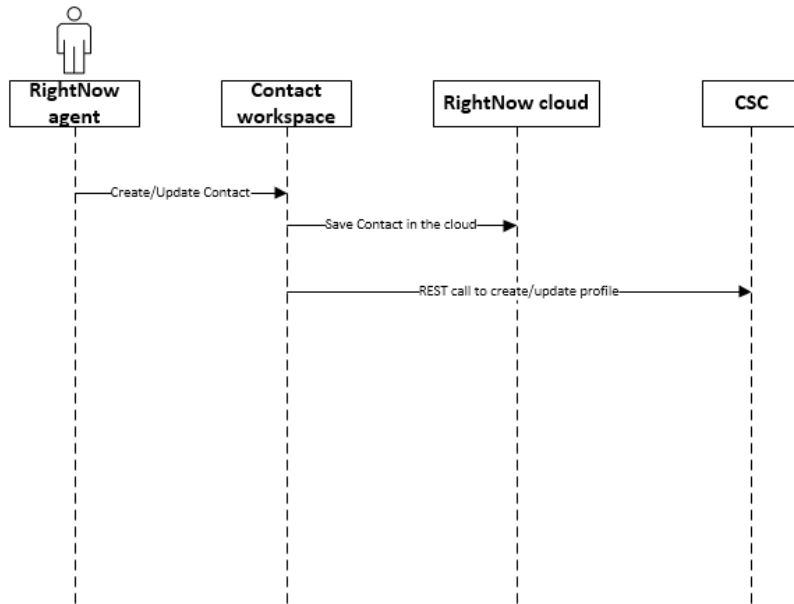 RightNow
agent
Contact
workspace
RightNow cloud
CSC
Create/Update Contact
Save Contact in the cloud
REST call to create/update profile